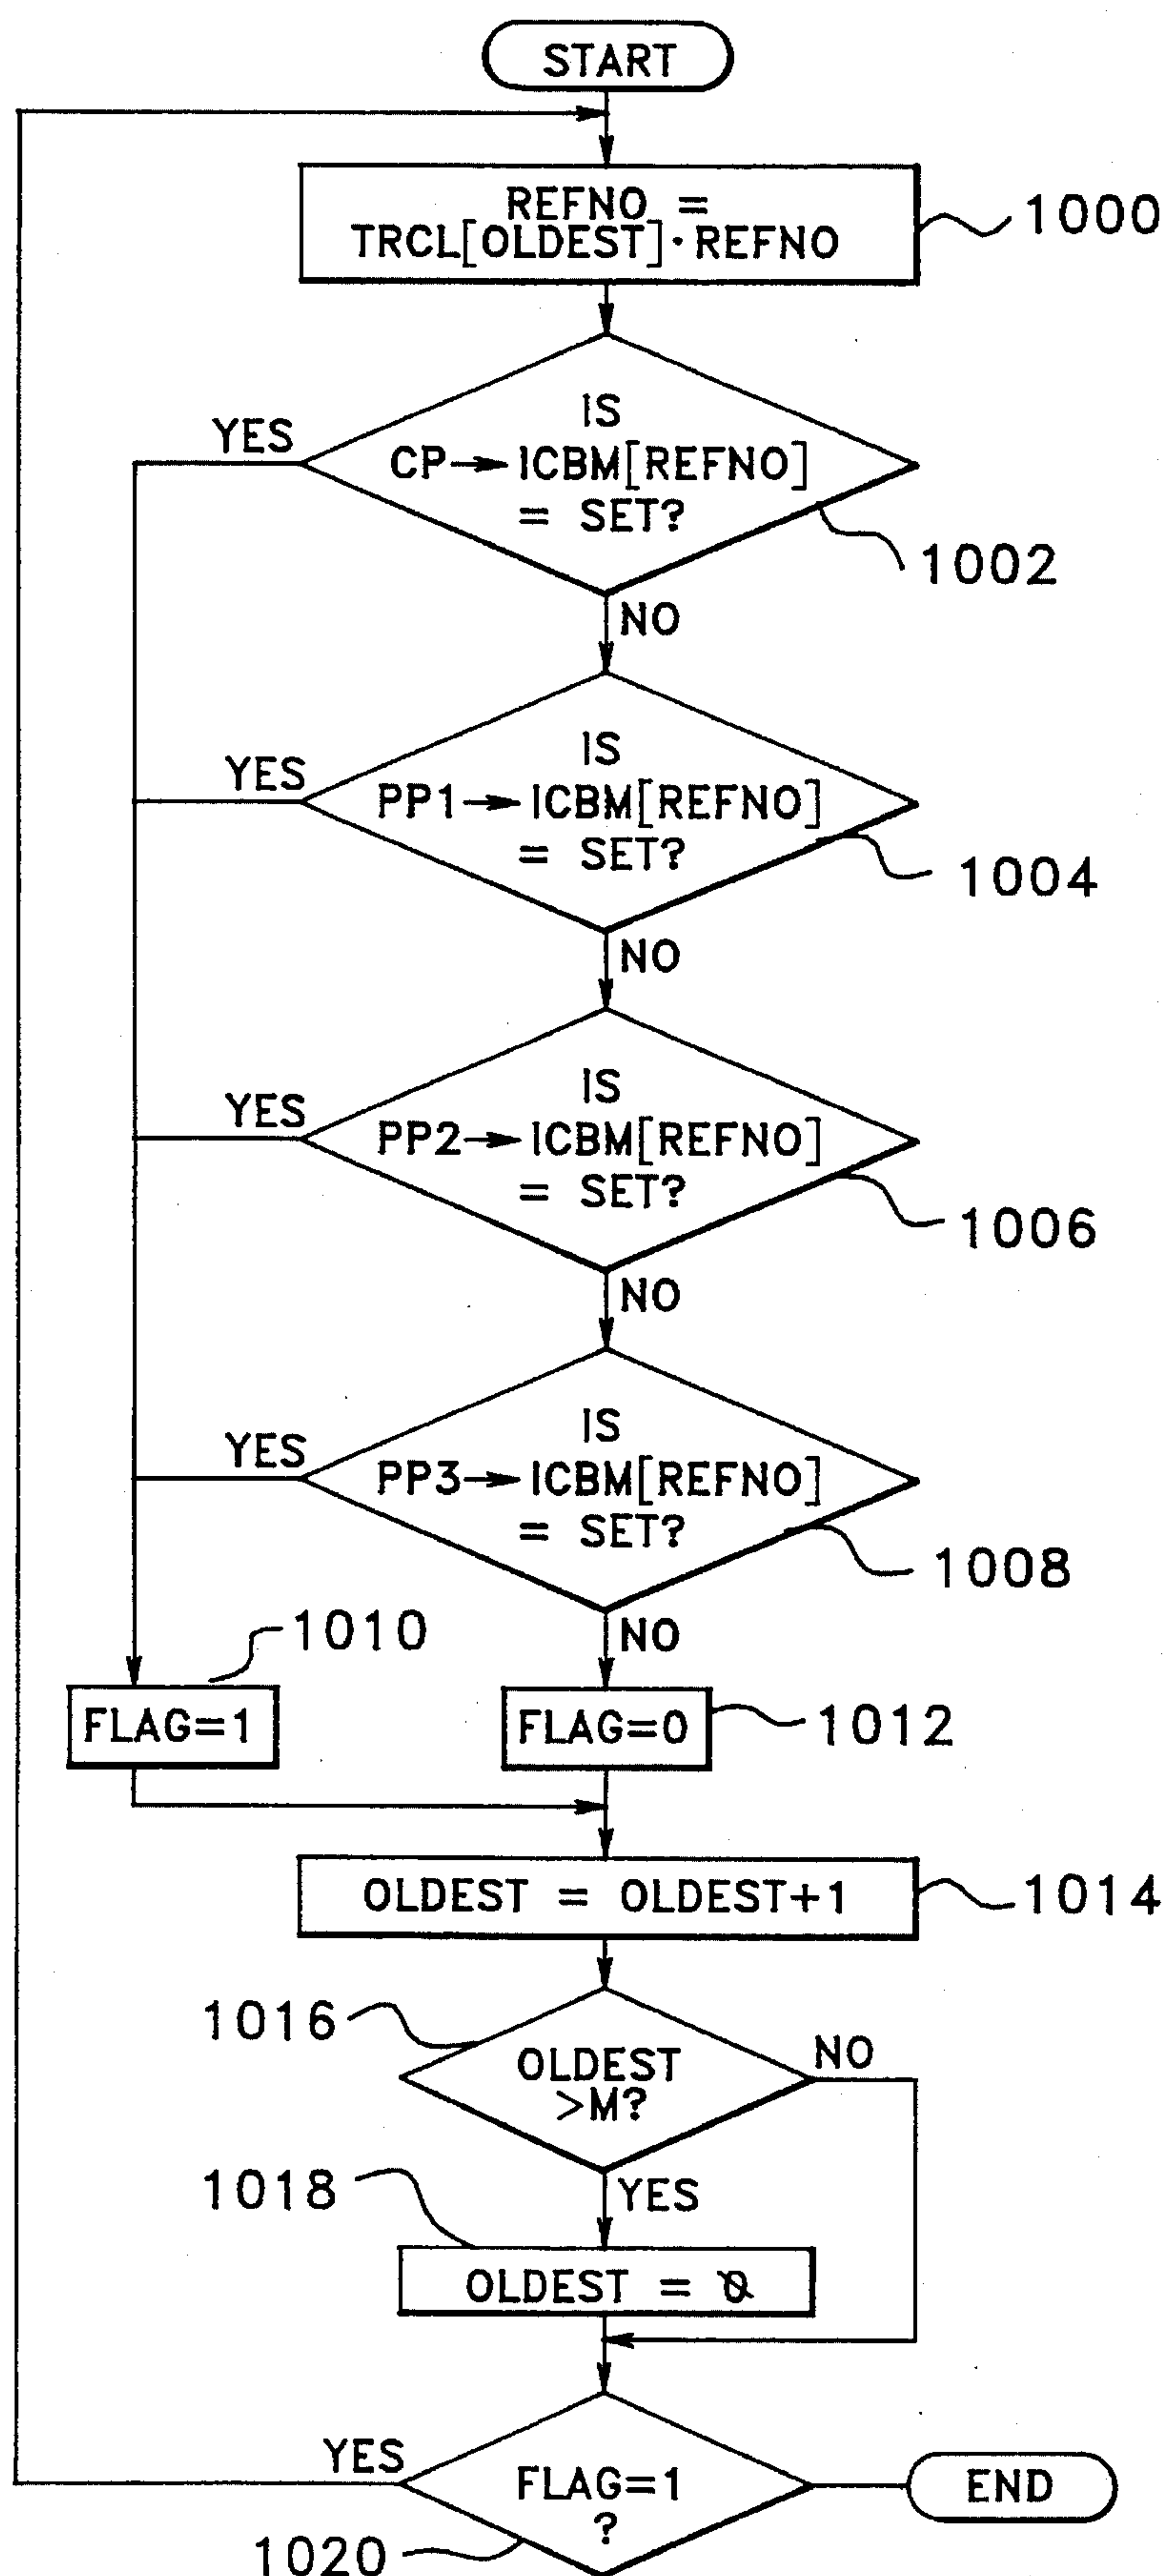 START
REFNO =
TRCL[OLDEST]·REFNO
1000
IS
YES
CP→ICBM[REFNO]
= SET?
1002
NO
IS
YES
PP1→ICBM[REFNO]
= SET?
1004
NO
IS
YES
PP2→ICBM[REFNO]
= SET?
1006
NO
IS
YES
PP3→ICBM[REFNO]
= SET?
1008
NO
1010
FLAG=1
FLAG=0
1012
OLDEST = OLDEST+1
1014
1016
OLDEST
>M?
NO
YES
1018
OLDEST = 0
YES
FLAG=1
?
END
1020